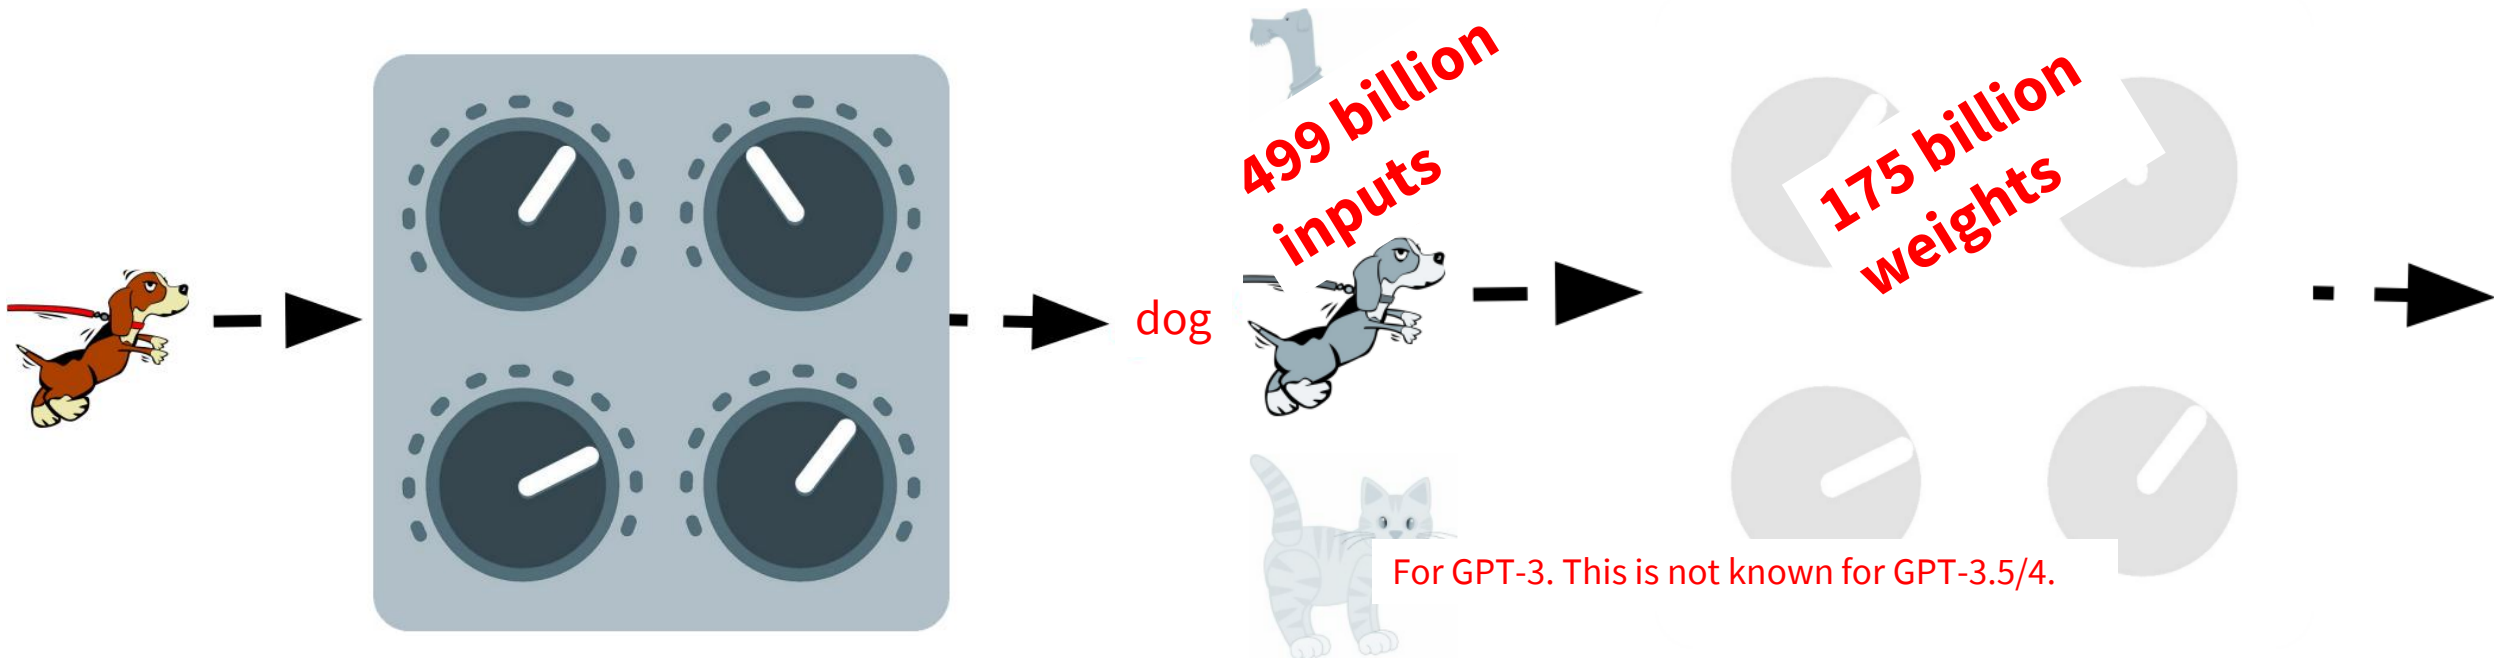 dog
499 billion
inputs
175 billion
weights
For GPT-3. This is not known for GPT-3.5/4.